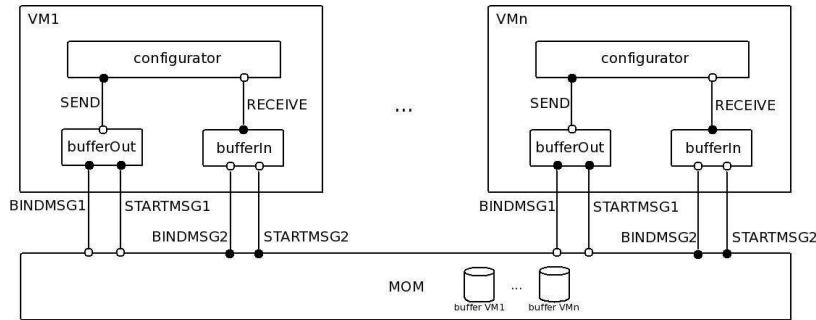 VM1
VMn
configurator
configurator
SEND
RECEIVE
SEND
RECEIVE
...
bufferOut
bufferIn
bufferOut
bufferIn
BINDMSG1
STARTMSG1
BINDMSG1
STARTMSG1
BINDMSG2
STARTMSG2
BINDMSG2
STARTMSG2
MOM
...
buffer VM1
buffer VMn